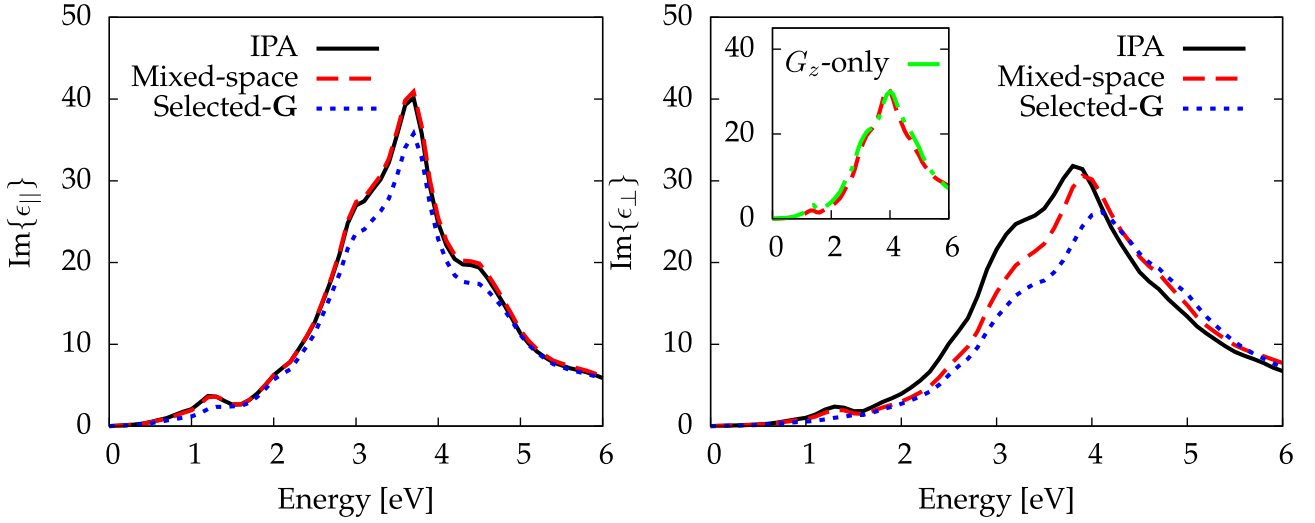 50
40
30
20
10
0
0 1 2 3 4 5 6
Im{ϵ||}
Energy [eV]
IPA
Mixed-space
Selected-G
0 1 2 3 4 5 6
50
40
30
20
10
0
Im{ϵ⊥}
Energy [eV]
IPA
Mixed-space
Selected-G
40
20
0
0 2 4 6
Gz-only